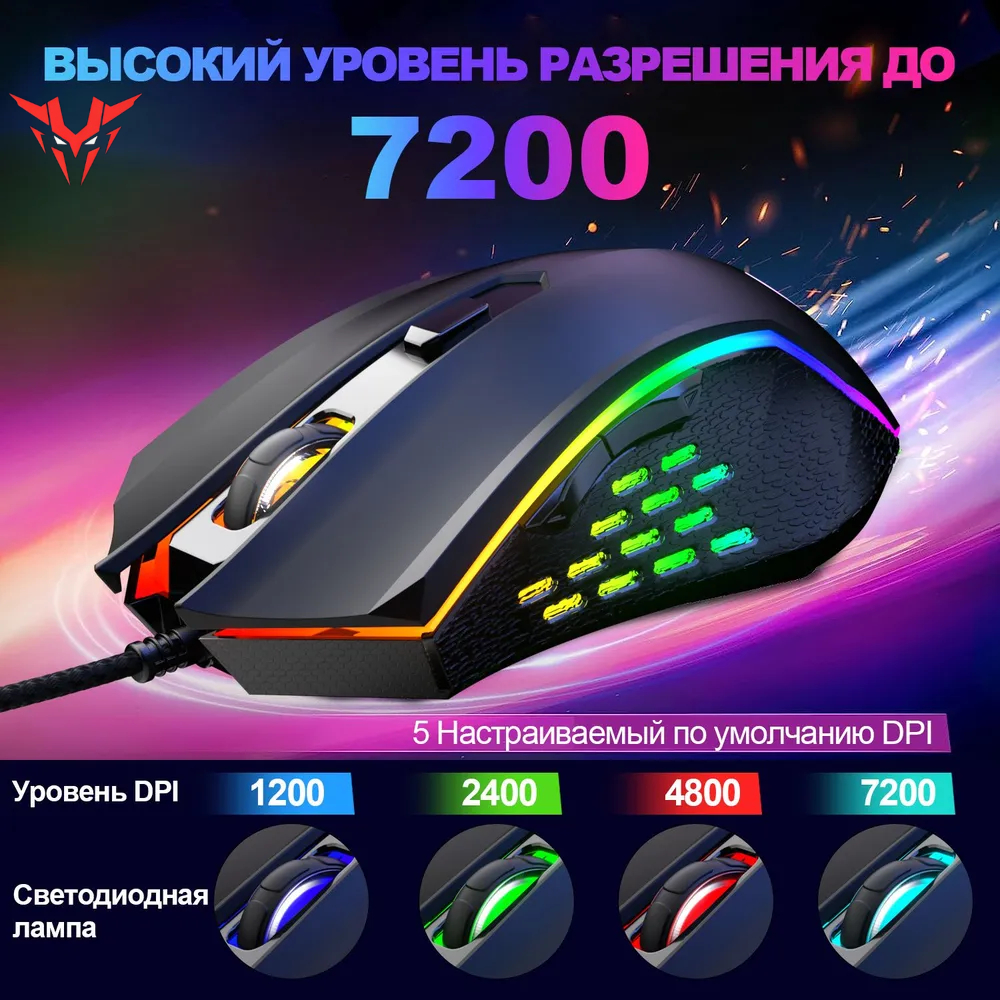 ВЫСОКИЙ УРОВЕНЬ РАЗРЕШЕНИЯ ДО
7200
5 Настраиваемый по умолчанию DPI
Уровень DPI 1200 2400 4800 7200
Светодиодная
лампа